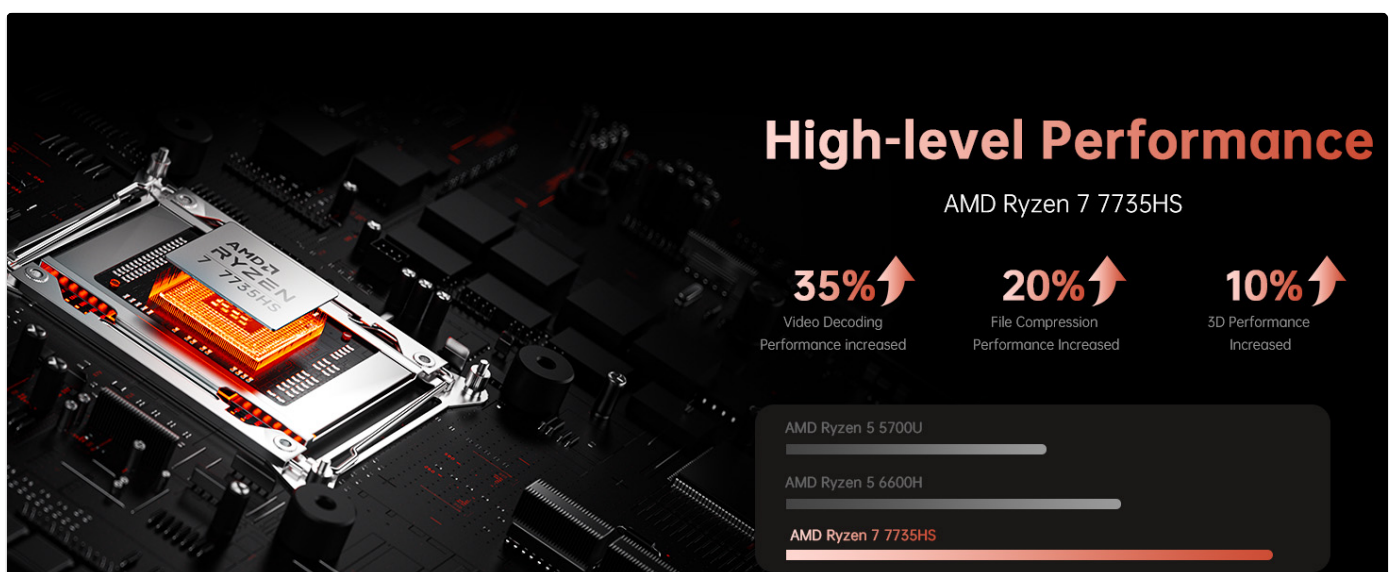 High-level Performance
AMD Ryzen 7 7735HS
35%
Video Decoding
Performance increased
20%
File Compression
Performance Increased
10%
3D Performance
Increased
AMD
RYZEN
7 7735HS
AMD Ryzen 5 5700U
AMD Ryzen 5 6600H
AMD Ryzen 7 7735HS